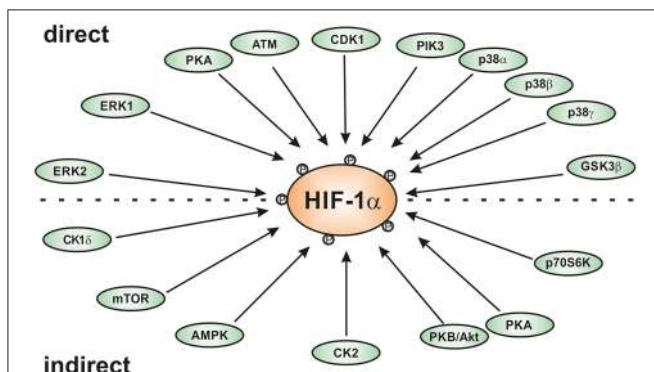 direct
ATM
CDK1
PIK3
PKA
p38α
p38β
ERK1
p38γ
ERK2
GSK3β
P
P
P
P
HIF-1α
P
P
CK1δ
p70S6K
mTOR
AMPK
CK2
PKB/Akt
PKA
indirect